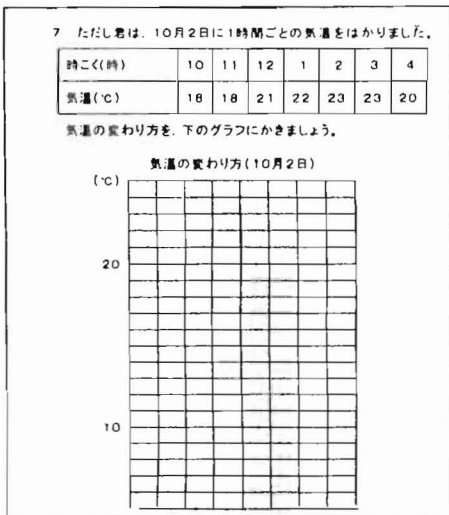 7 ただし君は、10月2日に1時間ごとの気温をはかりました。
時こく(時) 10 11 12 1 2 3 4
気温(℃) 18 18 21 22 23 23 20
気温の変わり方を、下のグラフにかきましょう。
気温の変わり方(10月2日)
(℃)
20
10